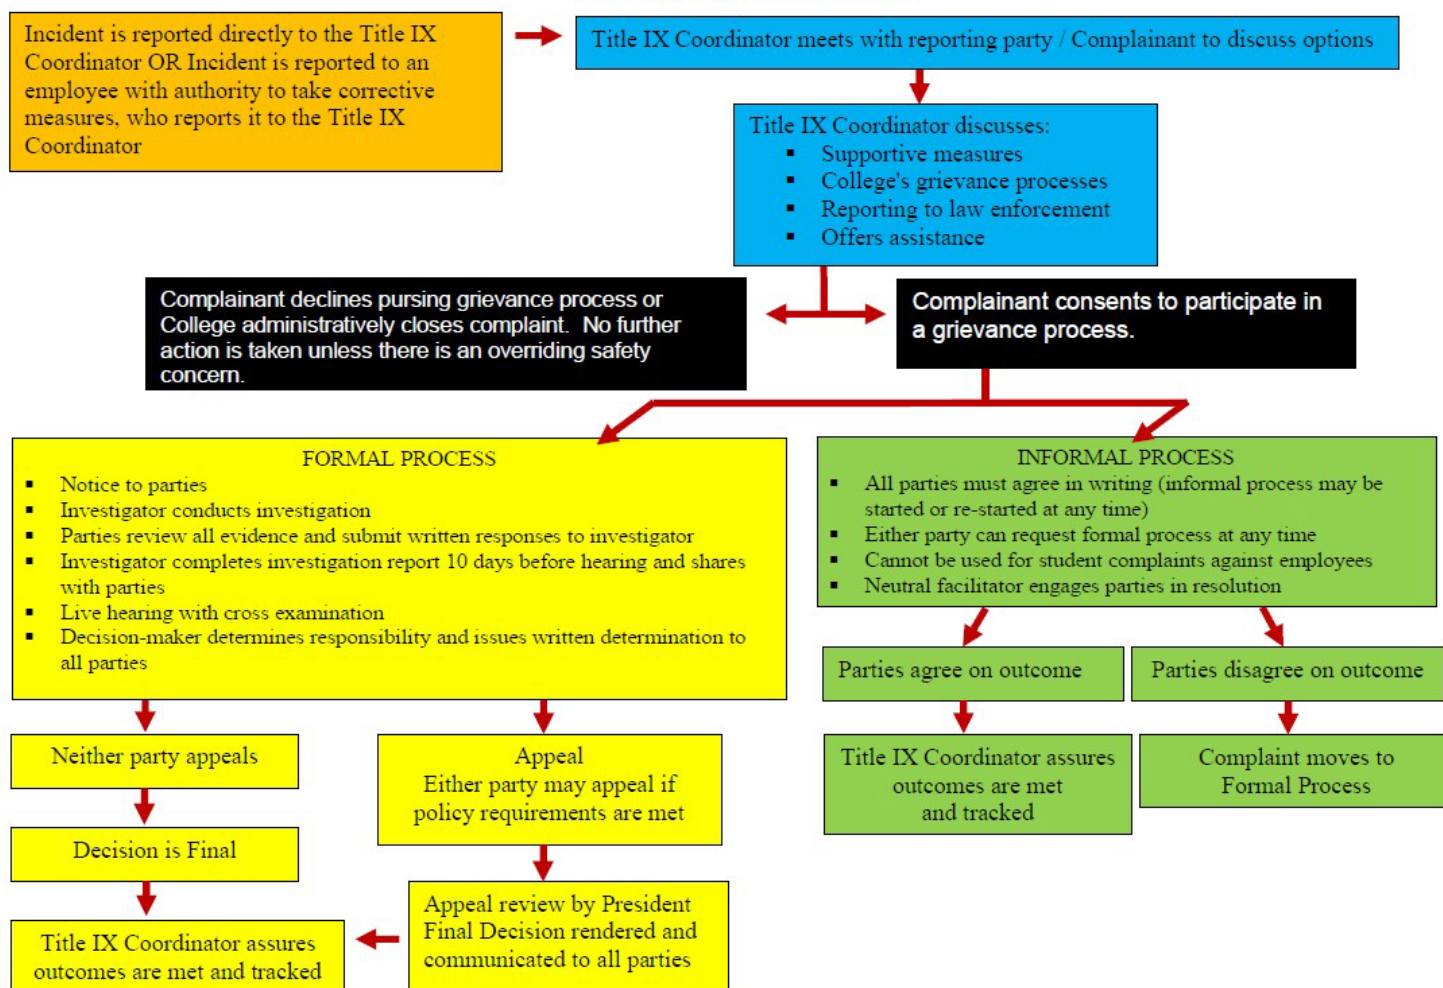 Incident is reported directly to the Title IX
Coordinator OR Incident is reported to an
employee with authority to take corrective
measures, who reports it to the Title IX
Coordinator
Title IX Coordinator meets with reporting party / Complainant to discuss options
Title IX Coordinator discusses:
▪ Supportive measures
▪ College's grievance processes
▪ Reporting to law enforcement
▪ Offers assistance
Complainant declines pursing grievance process or
College administratively closes complaint. No further
action is taken unless there is an overriding safety
concern.
Complainant consents to participate in
a grievance process.
FORMAL PROCESS
▪ Notice to parties
▪ Investigator conducts investigation
▪ Parties review all evidence and submit written responses to investigator
▪ Investigator completes investigation report 10 days before hearing and shares
with parties
▪ Live hearing with cross examination
▪ Decision-maker determines responsibility and issues written determination to
all parties
INFORMAL PROCESS
▪ All parties must agree in writing (informal process may be
started or re-started at any time)
▪ Either party can request formal process at any time
▪ Cannot be used for student complaints against employees
▪ Neutral facilitator engages parties in resolution
Parties agree on outcome
Parties disagree on outcome
Neither party appeals
Appeal
Either party may appeal if
policy requirements are met
Title IX Coordinator assures
outcomes are met
and tracked
Complaint moves to
Formal Process
Decision is Final
Appeal review by President
Final Decision rendered and
communicated to all parties
Title IX Coordinator assures
outcomes are met and tracked